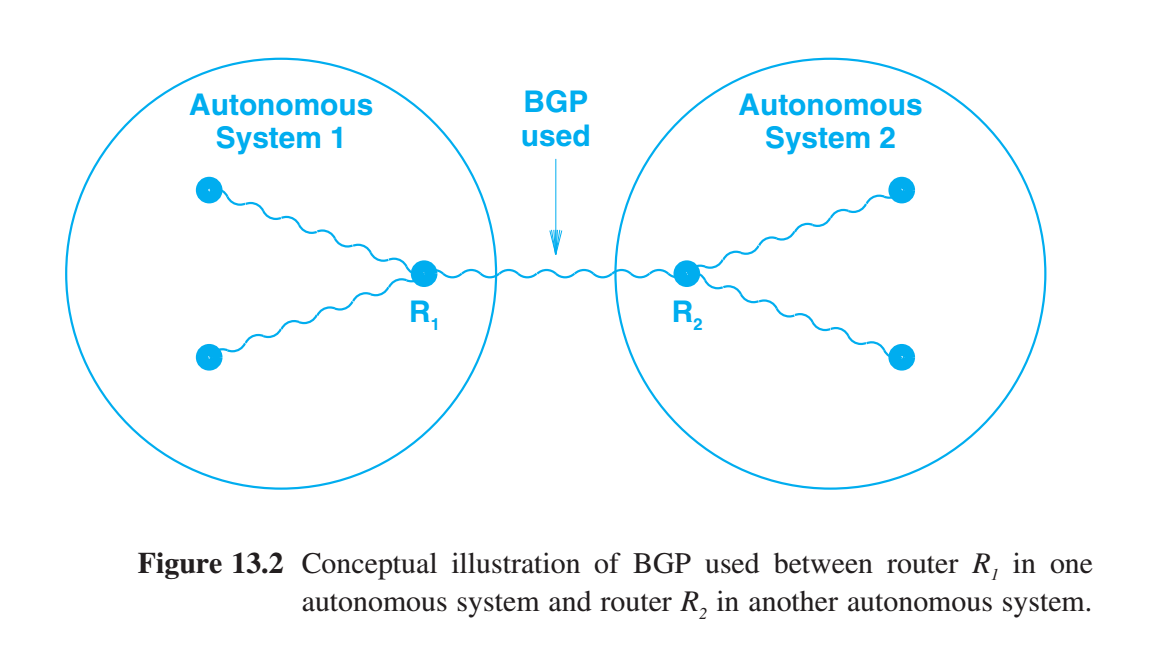 Autonomous
System 1
BGP
used
Autonomous
System 2
R₁
R₂
Figure 13.2 Conceptual illustration of BGP used between router R₁ in one
autonomous system and router R₂ in another autonomous system.